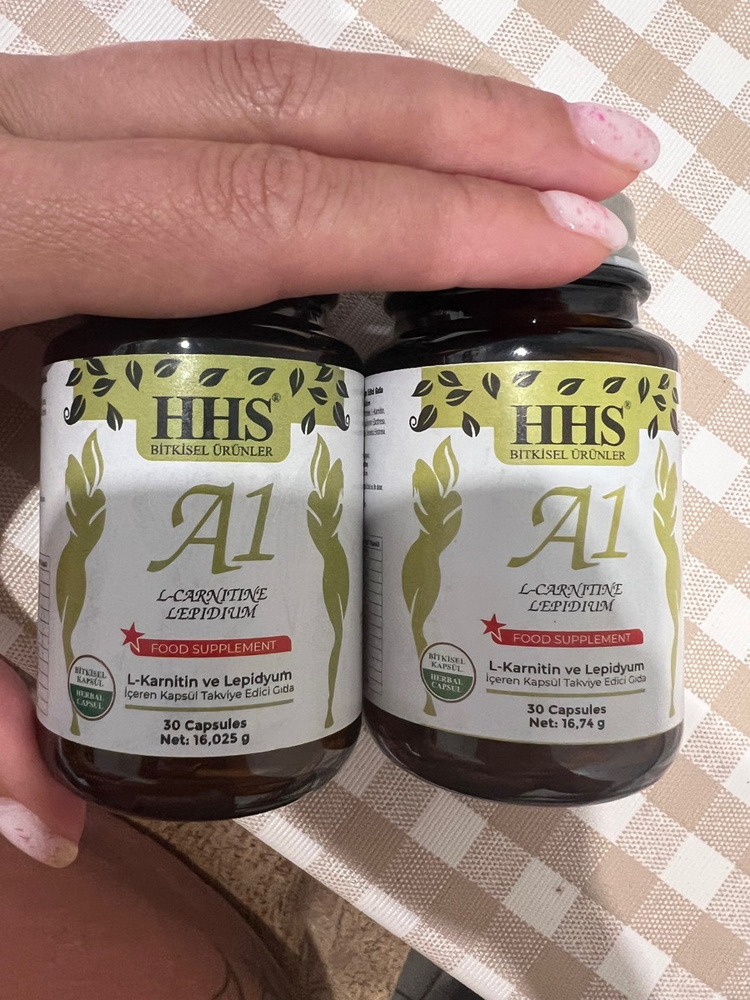 HHS®
BİTKİSEL ÜRÜNLER
A1
L-CARNITINE
LEPIDIUM
FOOD SUPPLEMENT
BİTKİSEL
KAPSÜL
HERBAL
CAPSUL
L-Karnitin ve Lepidyum
İçeren Kapsül Takviye Edici Gıda
30 Capsules
Net: 16,025 g
HHS®
BİTKİSEL ÜRÜNLER
A1
L-CARNITINE
LEPIDIUM
FOOD SUPPLEMENT
BİTKİSEL
KAPSÜL
HERBAL
CAPSUL
L-Karnitin ve Lepidyum
İçeren Kapsül Takviye Edici Gıda
30 Capsules
Net: 16,74 g